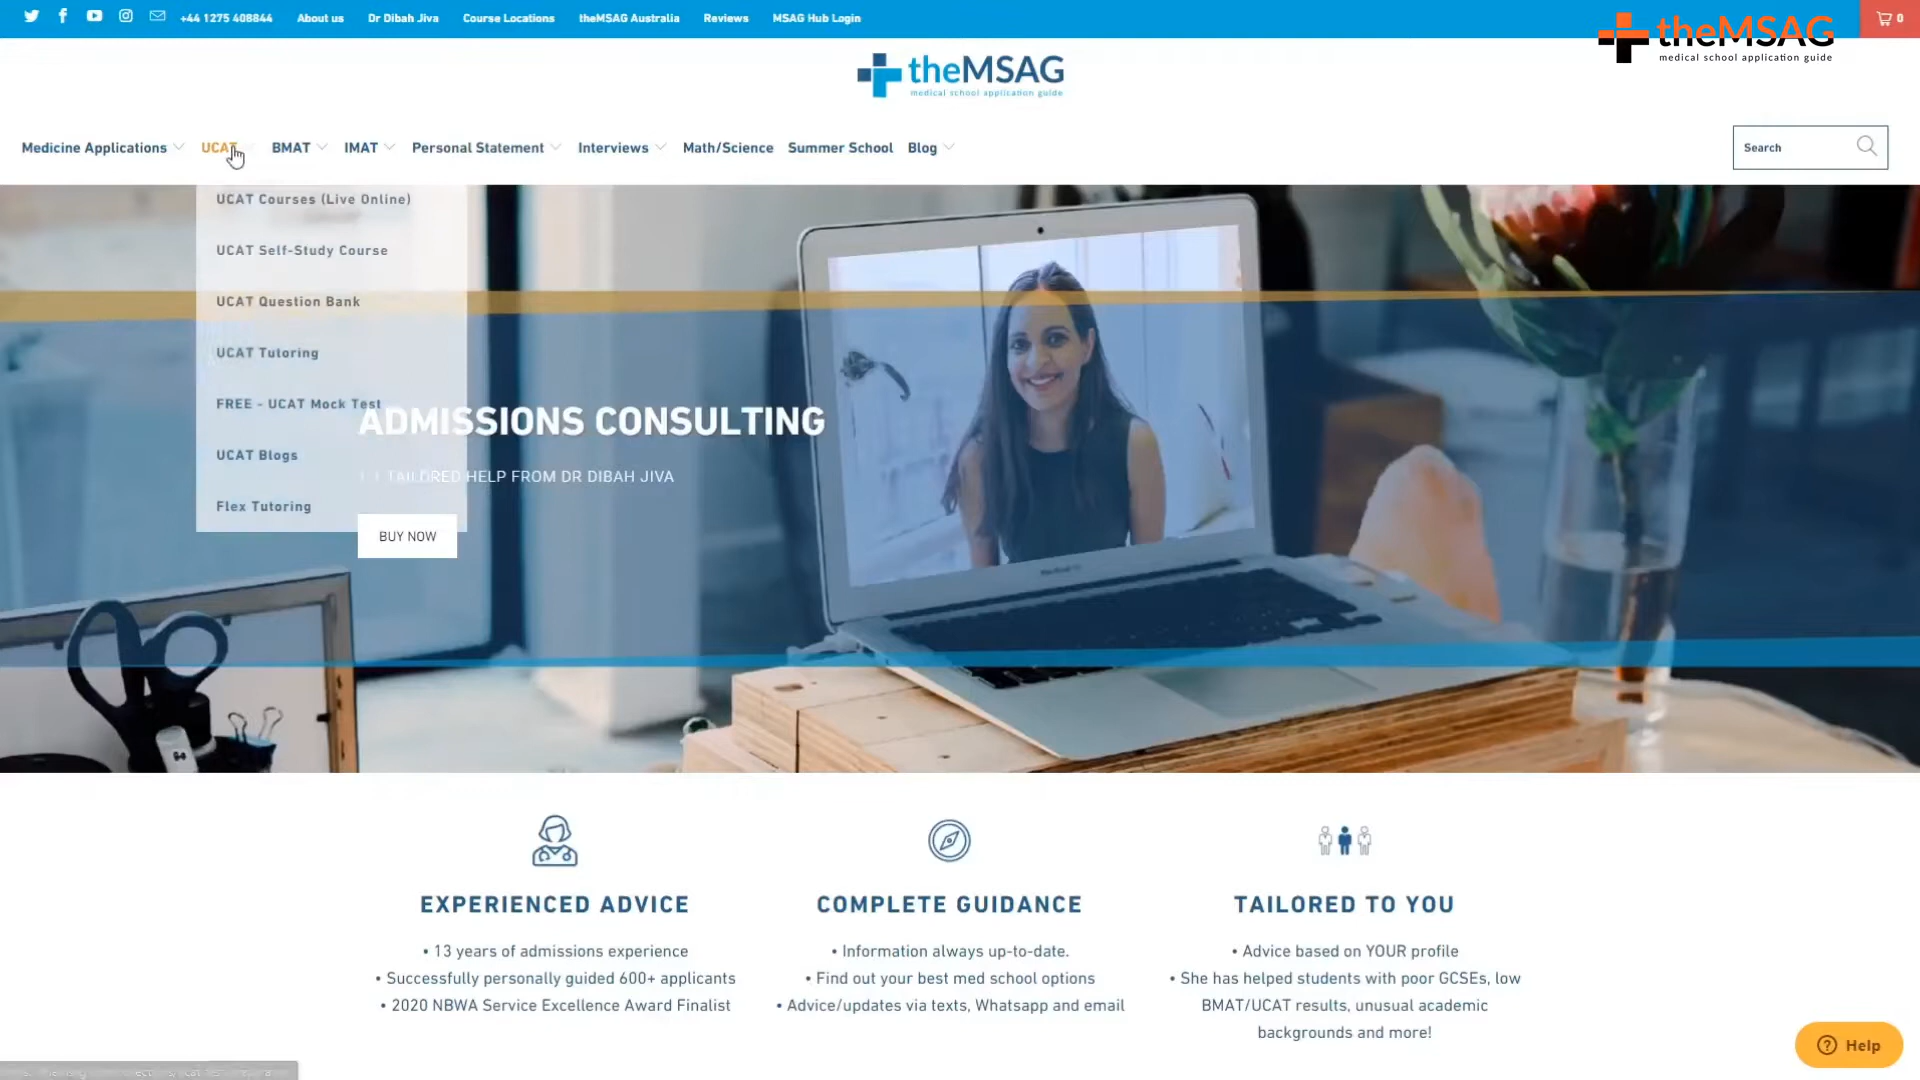 +44 1275 408844 About us Dr Dibah Jiva Course Locations theMSAG Australia Reviews MSAG Hub Login
0
theMSAG
medical school application guide
theMSAG
medical school application guide
Medicine Applications UCAT BMAT IMAT Personal Statement Interviews Math/Science Summer School Blog
Search
UCAT Courses (Live Online)
UCAT Self-Study Course
UCAT Question Bank
UCAT Tutoring
FREE - UCAT Mock Test
UCAT Blogs
Flex Tutoring
ADMISSIONS CONSULTING
TAILORED HELP FROM DR DIBAH JIVA
BUY NOW
EXPERIENCED ADVICE
• 13 years of admissions experience
• Successfully personally guided 600+ applicants
• 2020 NBWA Service Excellence Award Finalist
COMPLETE GUIDANCE
• Information always up-to-date.
• Find out your best med school options
• Advice/updates via texts, Whatsapp and email
TAILORED TO YOU
• Advice based on YOUR profile
• She has helped students with poor GCSEs, low
BMAT/UCAT results, unusual academic
backgrounds and more!
Help